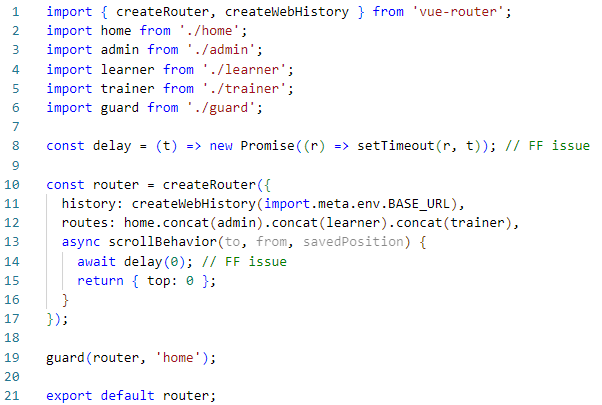 1 import { createRouter, createWebHistory } from 'vue-router';
2 import home from './home';
3 import admin from './admin';
4 import learner from './learner';
5 import trainer from './trainer';
6 import guard from './guard';
7
8 const delay = (t) => new Promise((r) => setTimeout(r, t)); // FF issue
9
10 const router = createRouter({
11   history: createWebHistory(import.meta.env.BASE_URL),
12   routes: home.concat(admin).concat(learner).concat(trainer),
13   async scrollBehavior(to, from, savedPosition) {
14     await delay(0); // FF issue
15     return { top: 0 };
16   }
17 });
18
19 guard(router, 'home');
20
21 export default router;